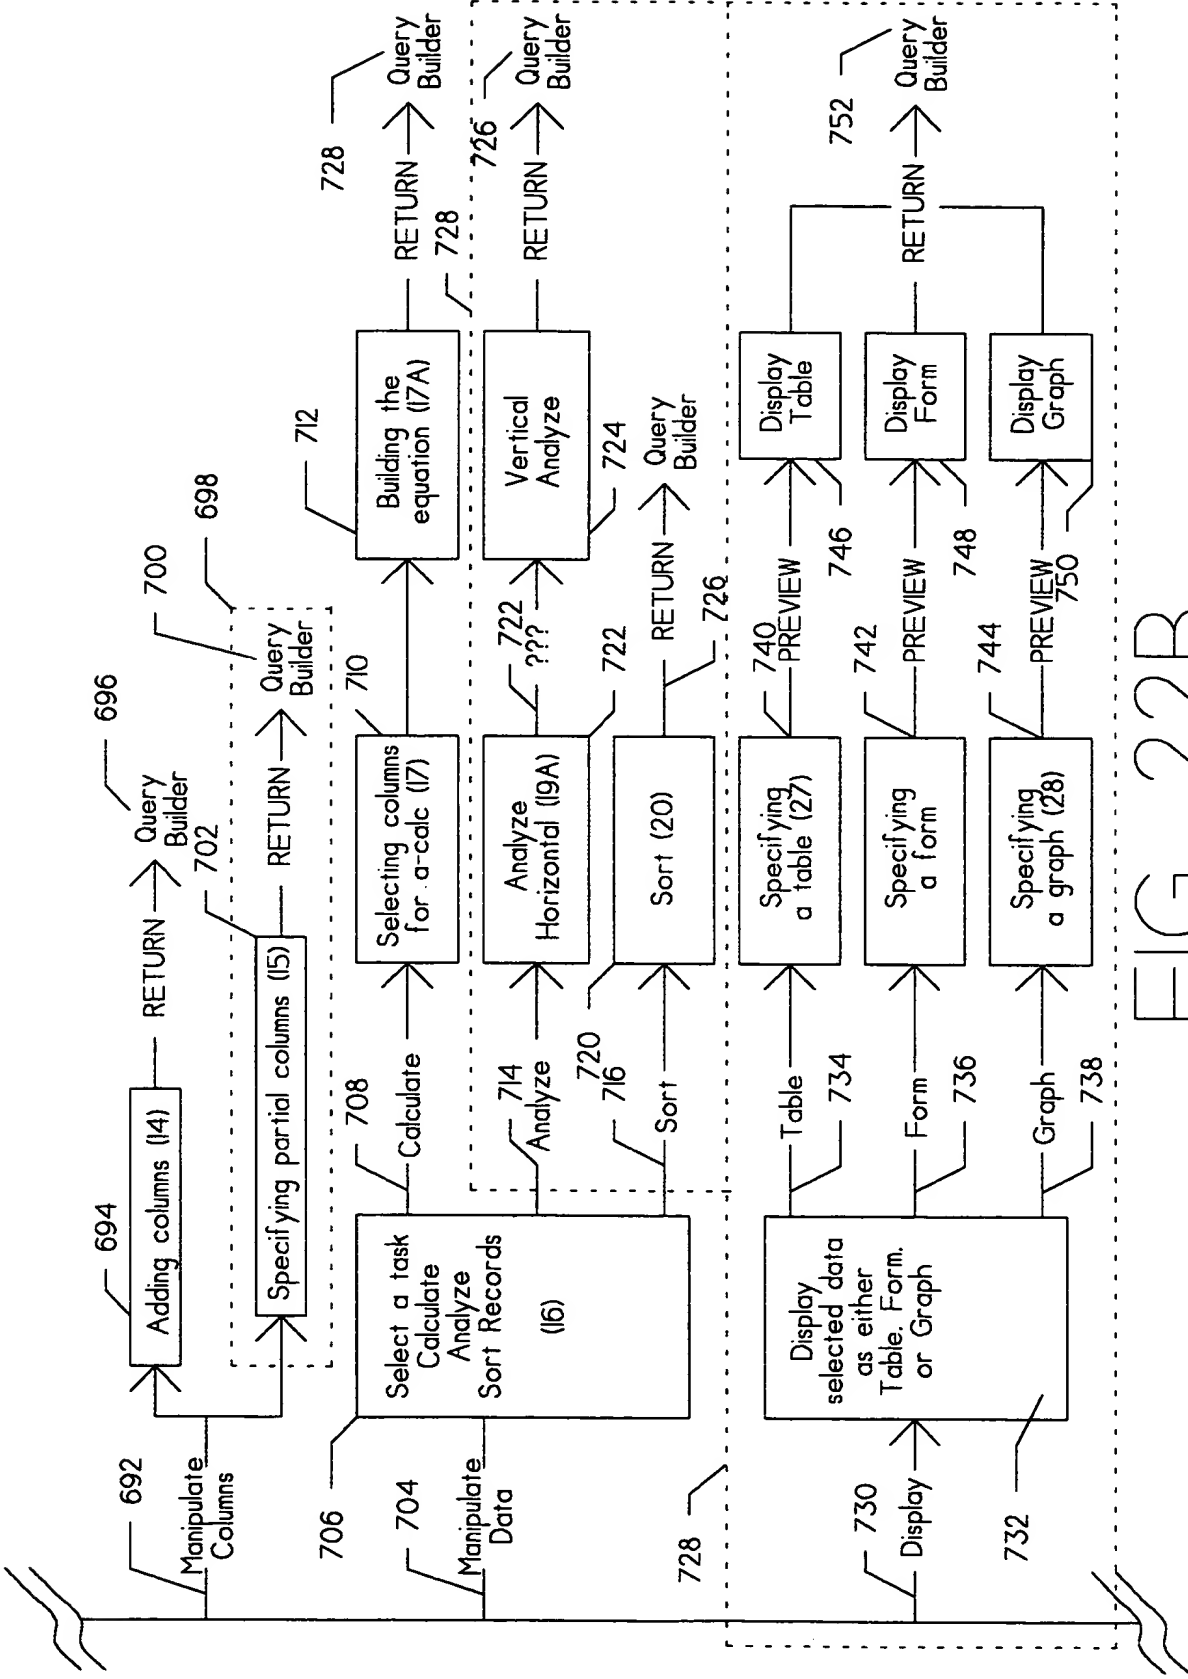 692
Manipulate
Columns
694
Adding columns (14)
RETURN
696
Query
Builder
702
Specifying partial columns (15)
RETURN
700
Query
Builder
698
704
Manipulate
Data
706
Select a task
Calculate
Analyze
Sort Records
(16)
708
Calculate
710
Selecting columns
for a-calc (17)
712
Building the
equation (17A)
RETURN
728
Query
Builder
728
714
Analyze
Analyze
Horizontal (19A)
722
???
722
Vertical
Analyze
724
RETURN
726
Query
Builder
716
Sort
720
Sort (20)
RETURN
726
Query
Builder
728
730
Display
732
Display
selected data
as either
Table. Form.
or Graph
Table
734
Specifying
a table (27)
740
PREVIEW
Display
Table
746
Form
736
Specifying
a form
742
PREVIEW
Display
Form
748
Graph
738
Specifying
a graph (28)
744
PREVIEW
750
Display
Graph
RETURN
752
Query
Builder
FIG. 22B